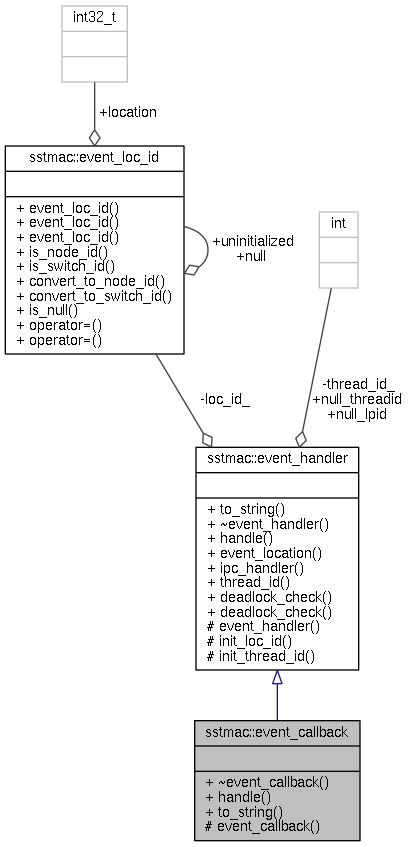 int32_t
+location
sstmac::event_loc_id
+ event_loc_id()
+ event_loc_id()
+ event_loc_id()
+ is_node_id()
+ is_switch_id()
+ convert_to_node_id()
+ convert_to_switch_id()
+ is_null()
+ operator=()
+ operator=()
+uninitialized
+null
int
-loc_id_
-thread_id_
+null_threadid
+null_lpid
sstmac::event_handler
+ to_string()
+ ~event_handler()
+ handle()
+ event_location()
+ ipc_handler()
+ thread_id()
+ deadlock_check()
+ deadlock_check()
# event_handler()
# init_loc_id()
# init_thread_id()
sstmac::event_callback
+ ~event_callback()
+ handle()
+ to_string()
# event_callback()